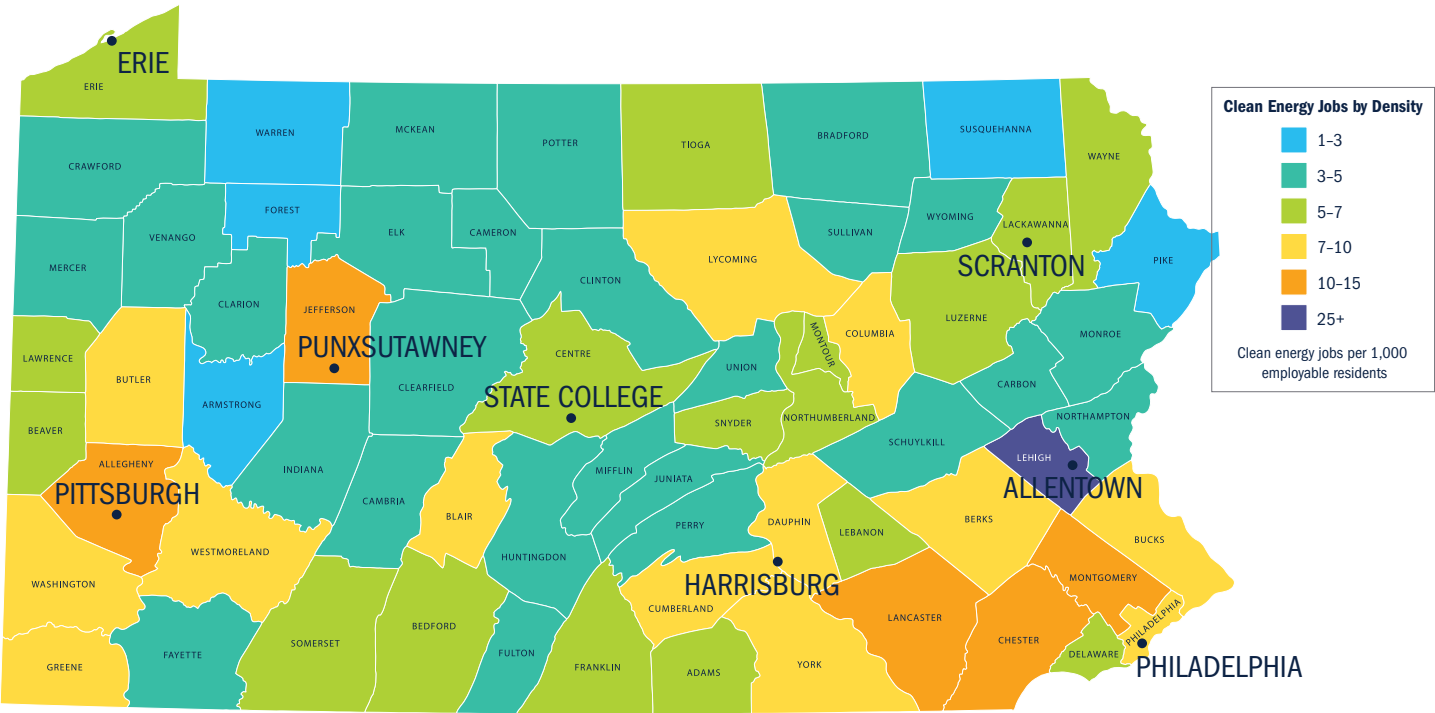 ERIE
ERIE
WARREN
MCKEAN
POTTER
TIOGA
BRADFORD
SUSQUEHANNA
WAYNE
CRAWFORD
FOREST
VENANGO
ELK
CAMERON
MERCER
CLARION
CLINTON
LYCOMING
SULLIVAN
WYOMING
LACKAWANNA
SCRANTON
PIKE
JEFFERSON
PUNXSUTAWNEY
LAWRENCE
BUTLER
ARMSTRONG
CLEARFIELD
CENTRE
STATE COLLEGE
UNION
MONTOUR
COLUMBIA
LUZERNE
MONROE
CARBON
BEAVER
SNYDER
NORTHUMBERLAND
SCHUYLKILL
NORTHAMPTON
LEHIGH
ALLENTOWN
ALLEGHENY
PITTSBURGH
INDIANA
CAMBRIA
BLAIR
MIFFLIN
JUNIATA
PERRY
DAUPHIN
LEBANON
BERKS
BUCKS
WESTMORELAND
HUNTINGDON
HARRISBURG
WASHINGTON
CUMBERLAND
LANCASTER
MONTGOMERY
CHESTER
PHILADELPHIA
DELAWARE
PHILADELPHIA
GREENE
FAYETTE
SOMERSET
BEDFORD
FULTON
FRANKLIN
ADAMS
YORK
Clean Energy Jobs by Density
1–3
3–5
5–7
7–10
10–15
25+
Clean energy jobs per 1,000
employable residents